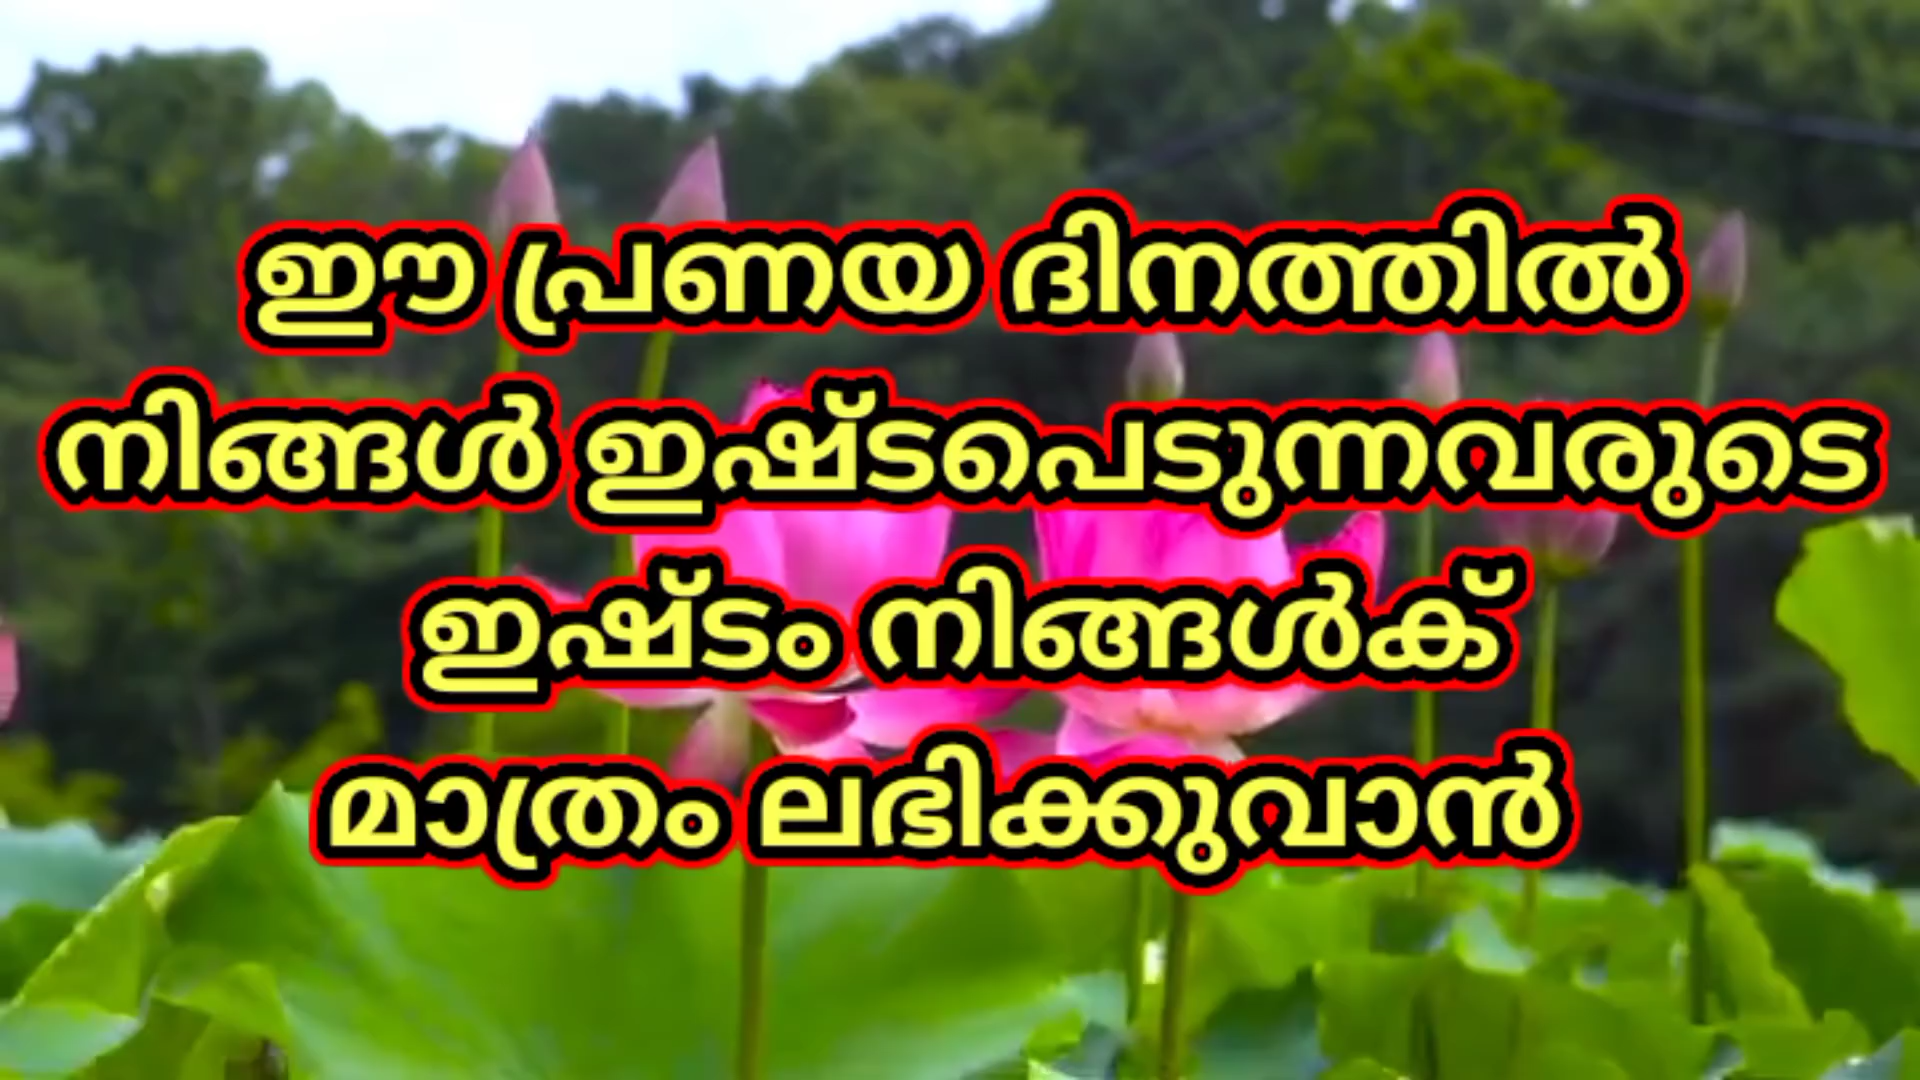 ഈ പ്രണയ ദിനത്തിൽ
നിങ്ങൾ ഇഷ്ടപെടുന്നവരുടെ
ഇഷ്ടം നിങ്ങൾക്
മാത്രം ലഭിക്കുവാൻ